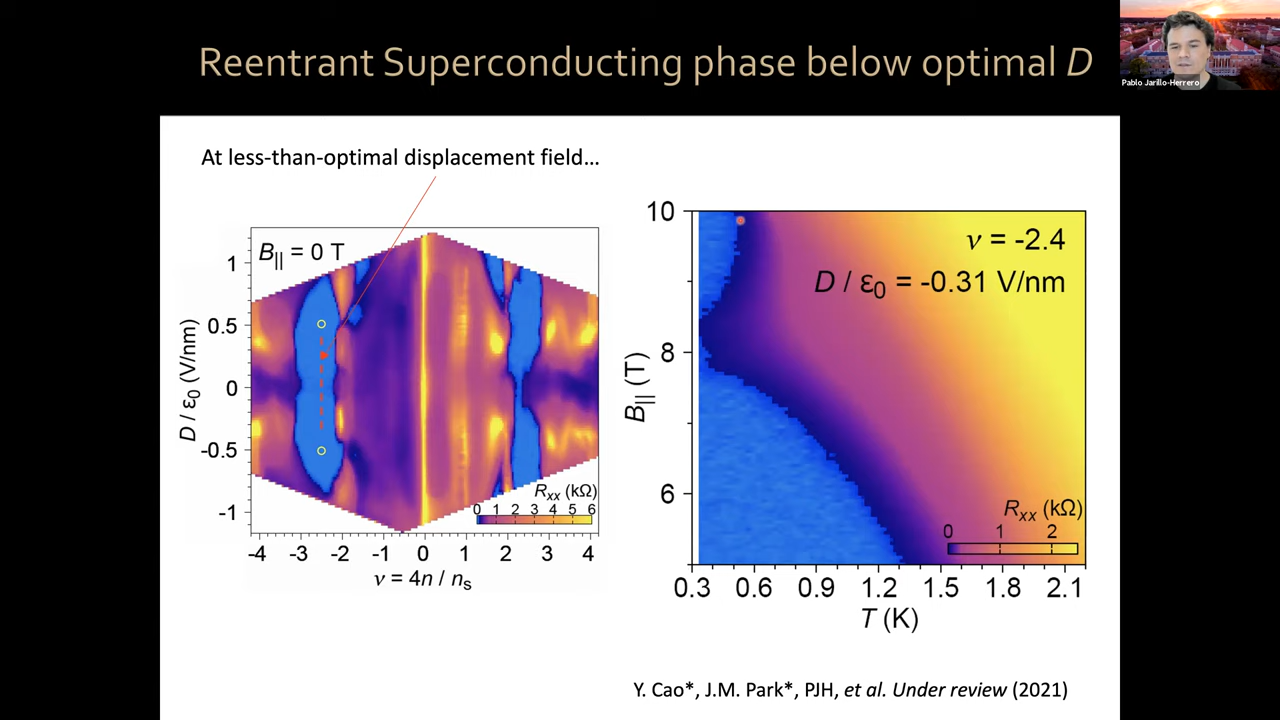 Reentrant Superconducting phase below optimal D
Pablo Jarillo-Herrero
At less-than-optimal displacement field...
B|| = 0 T
D / ε0 (V/nm)
1
0.5
0
-0.5
-1
Rxx (kΩ)
0 1 2 3 4 5 6
-4 -3 -2 -1 0 1 2 3 4
ν = 4n / ns
10
8
6
B|| (T)
ν = -2.4
D / ε0 = -0.31 V/nm
Rxx (kΩ)
0 1 2
0.3 0.6 0.9 1.2 1.5 1.8 2.1
T (K)
Y. Cao*, J.M. Park*, PJH, et al. Under review (2021)